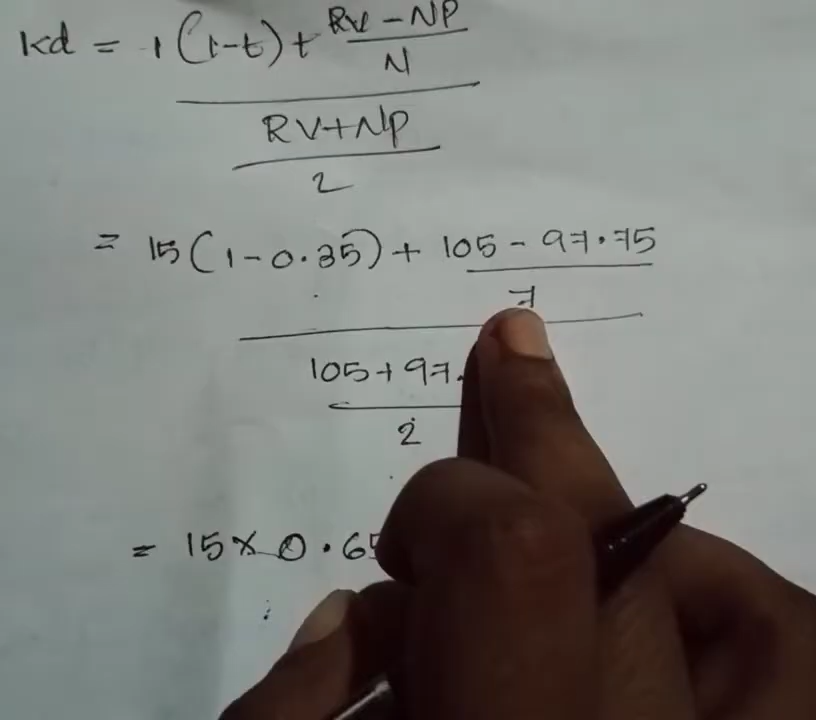 Kd = I(1-t) + RV - NP
N
RV+NP
2
= 15(1-0.35) + 105 - 97.75
7
105+97.
2
= 15 x 0.65